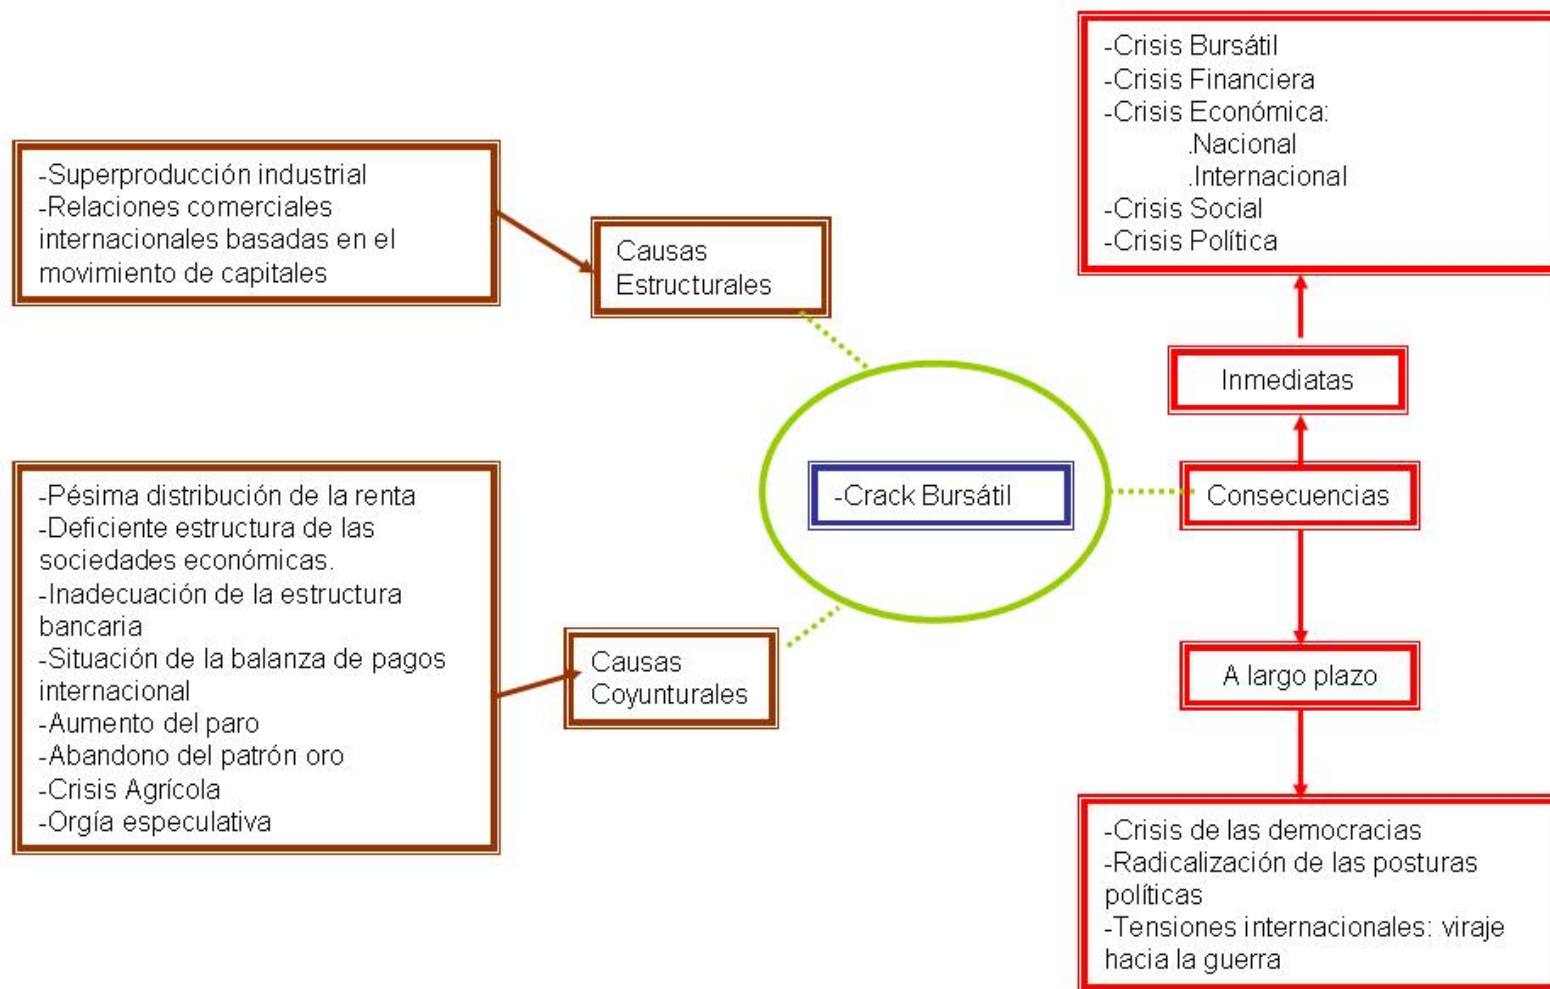 -Superproducción industrial
-Relaciones comerciales
internacionales basadas en el
movimiento de capitales
Causas
Estructurales
-Pésima distribución de la renta
-Deficiente estructura de las
sociedades económicas.
-Inadecuación de la estructura
bancaria
-Situación de la balanza de pagos
internacional
-Aumento del paro
-Abandono del patrón oro
-Crisis Agrícola
-Orgía especulativa
Causas
Coyunturales
-Crack Bursátil
Consecuencias
Inmediatas
-Crisis Bursátil
-Crisis Financiera
-Crisis Económica:
.Nacional
.Internacional
-Crisis Social
-Crisis Política
A largo plazo
-Crisis de las democracias
-Radicalización de las posturas
políticas
-Tensiones internacionales: viraje
hacia la guerra